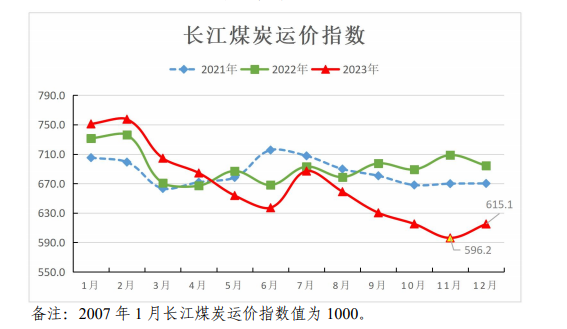 长江煤炭运价指数
2021年 2022年 2023年
790.0
750.0
710.0
670.0
630.0
590.0
550.0
615.1
596.2
1月 2月 3月 4月 5月 6月 7月 8月 9月 10月 11月 12月
备注：2007 年 1 月长江煤炭运价指数值为 1000。